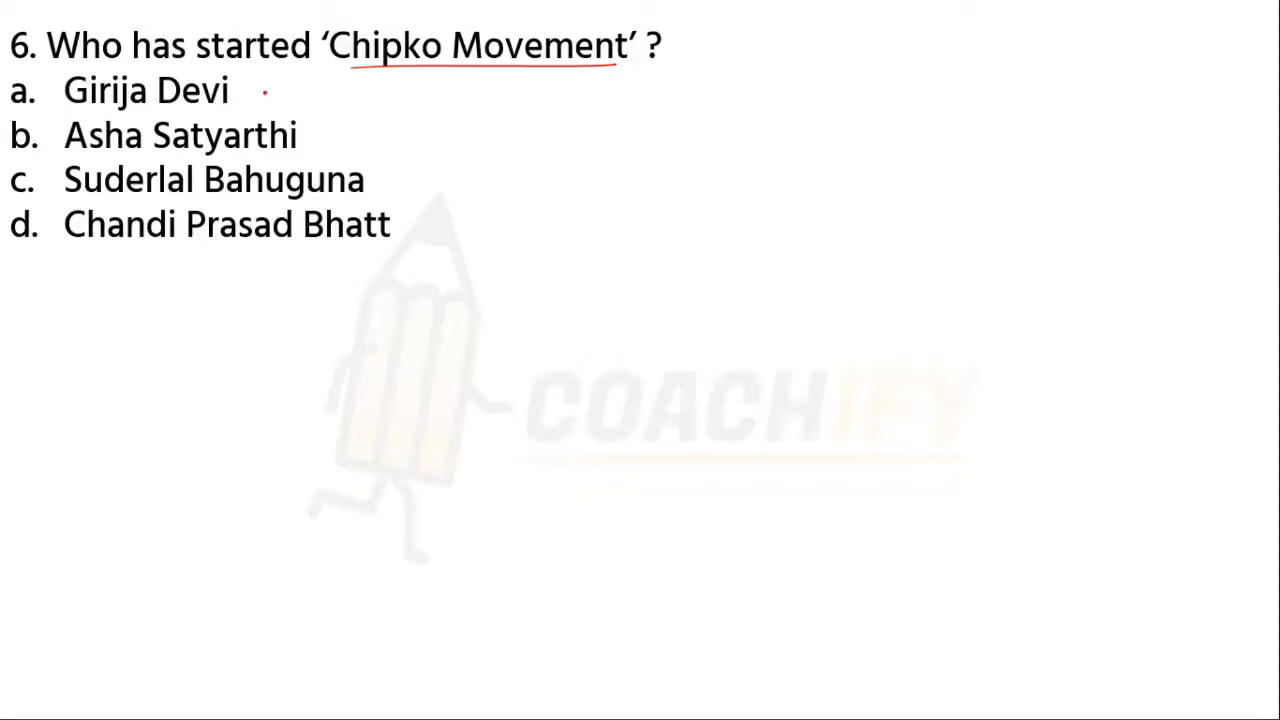 6. Who has started ‘Chipko Movement’ ?
a. Girija Devi
b. Asha Satyarthi
c. Suderlal Bahuguna
d. Chandi Prasad Bhatt
COACHIFY